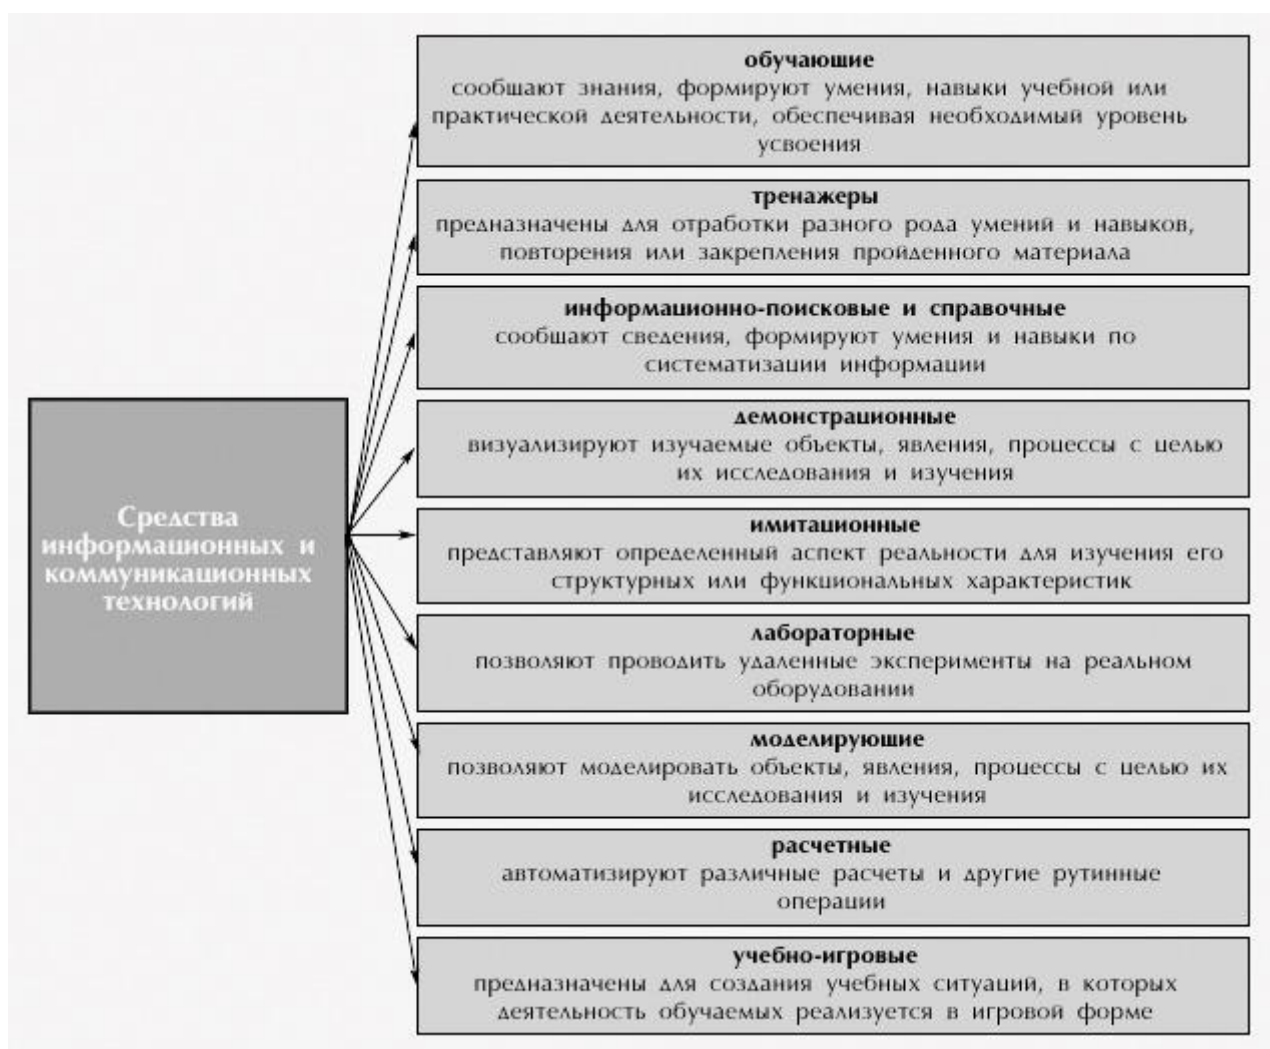 обучающие
сообщают знания, формируют умения, навыки учебной или
практической деятельности, обеспечивая необходимый уровень
усвоения
тренажеры
предназначены для отработки разного рода умений и навыков,
повторения или закрепления пройденного материала
информационно-поисковые и справочные
сообщают сведения, формируют умения и навыки по
систематизации информации
демонстрационные
визуализируют изучаемые объекты, явления, процессы с целью
их исследования и изучения
Средства
информационных и
коммуникационных
технологий
имитационные
представляют определенный аспект реальности для изучения его
структурных или функциональных характеристик
лабораторные
позволяют проводить удаленные эксперименты на реальном
оборудовании
моделирующие
позволяют моделировать объекты, явления, процессы с целью их
исследования и изучения
расчетные
автоматизируют различные расчеты и другие рутинные
операции
учебно-игровые
предназначены для создания учебных ситуаций, в которых
деятельность обучаемых реализуется в игровой форме